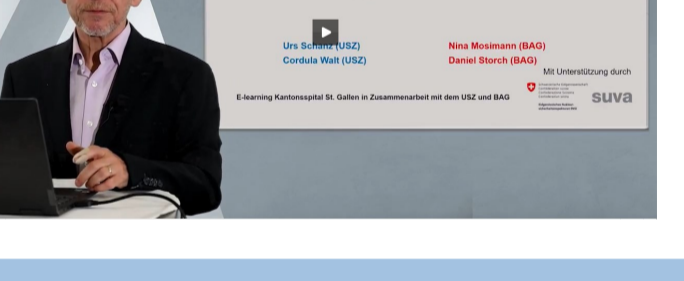 Urs Schanz (USZ)
Nina Mosimann (BAG)
Cordula Walt (USZ)
Daniel Storch (BAG)
Mit Unterstützung durch
E-learning Kantonsspital St. Gallen in Zusammenarbeit mit dem USZ und BAG
suva